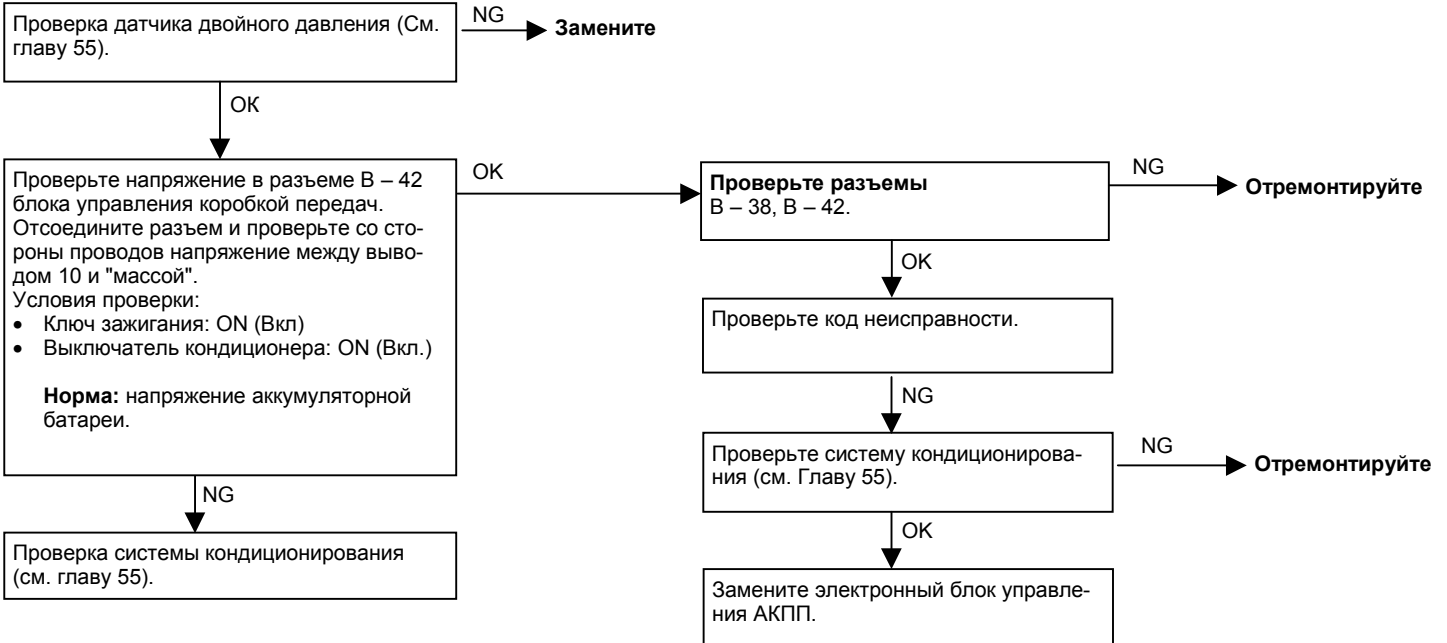 Проверка датчика двойного давления (См.
главу 55).
NG
Замените
ОК
Проверьте напряжение в разъеме В – 42
блока управления коробкой передач.
Отсоедините разъем и проверьте со сто-
роны проводов напряжение между выво-
дом 10 и "массой".
Условия проверки:
• Ключ зажигания: ON (Вкл)
• Выключатель кондиционера: ON (Вкл.)
Норма: напряжение аккумуляторной
батареи.
OK
Проверьте разъемы
В – 38, В – 42.
NG
Отремонтируйте
OK
Проверьте код неисправности.
NG
Проверьте систему кондиционирова-
ния (см. Главу 55).
NG
Отремонтируйте
OK
Замените электронный блок управле-
ния АКПП.
NG
Проверка системы кондиционирования
(см. главу 55).